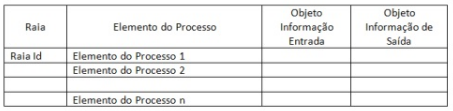 Raia
Elemento do Processo
Objeto
Informação
Entrada
Objeto
Informação de
Saída
Raia Id
Elemento do Processo 1
Elemento do Processo 2
Elemento do Processo n